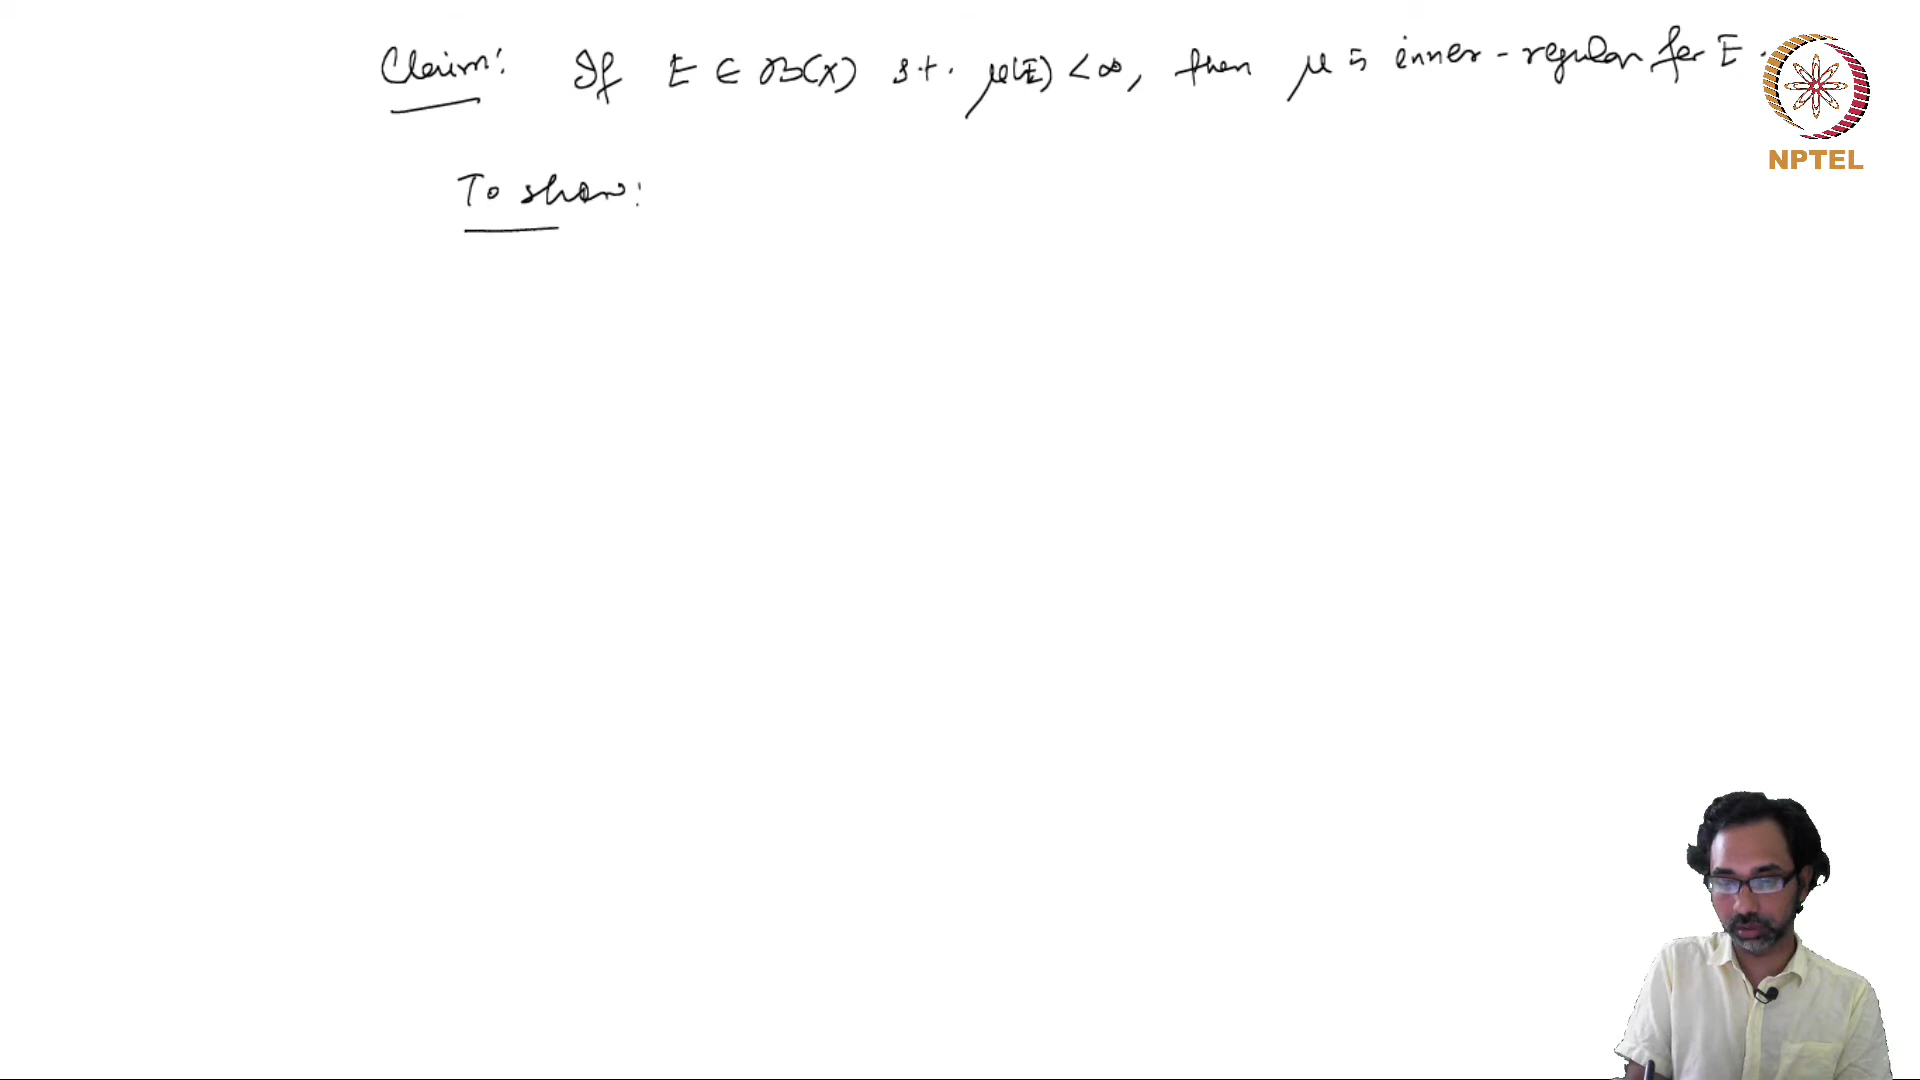 Claim: If E ∈ B(X) s.t. μ(E) < ∞, then μ is inner-regular for E.
NPTEL
To show: